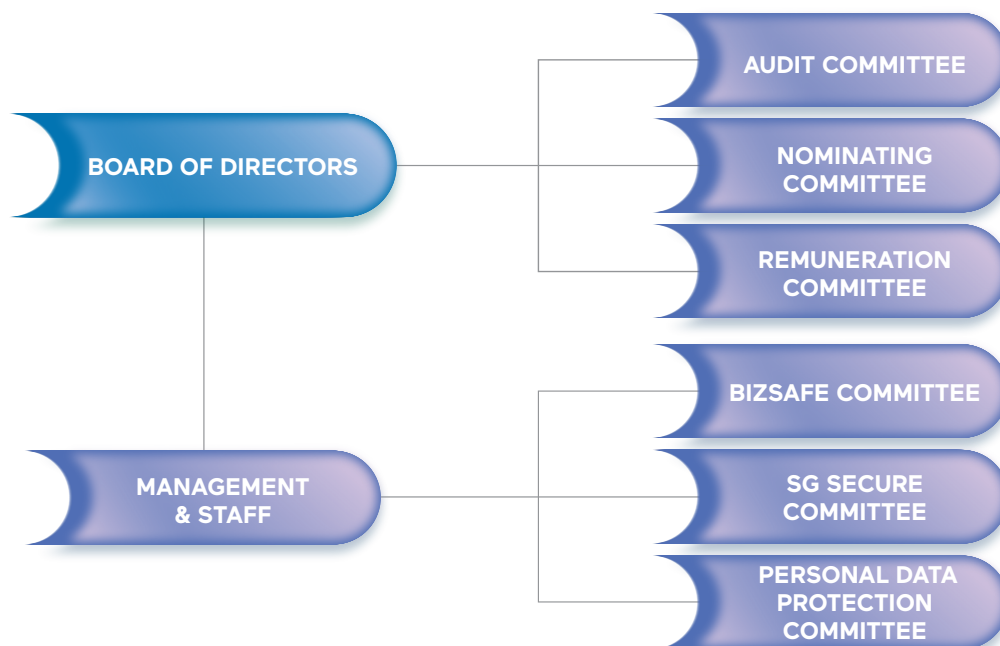 BOARD OF DIRECTORS
AUDIT COMMITTEE
NOMINATING
COMMITTEE
REMUNERATION
COMMITTEE
MANAGEMENT
& STAFF
BIZSAFE COMMITTEE
SG SECURE
COMMITTEE
PERSONAL DATA
PROTECTION
COMMITTEE